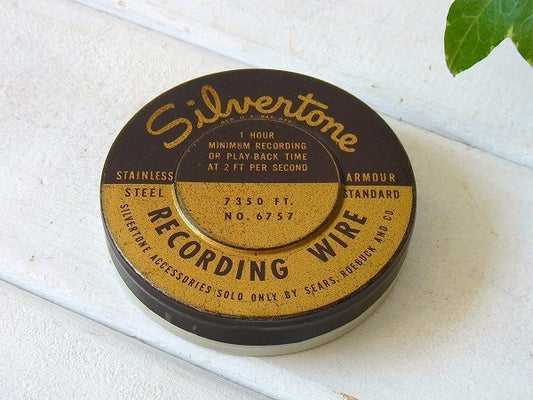 Silvertone
REG. U.S. PAT. OFF.
1 HOUR
MINIMUM RECORDING
OR PLAY-BACK TIME
AT 2 FT PER SECOND
STAINLESS STEEL
ARMOUR STANDARD
7350 FT.
NO. 6757
RECORDING WIRE
SILVERTONE ACCESSORIES SOLD ONLY BY SEARS, ROEBUCK AND CO.